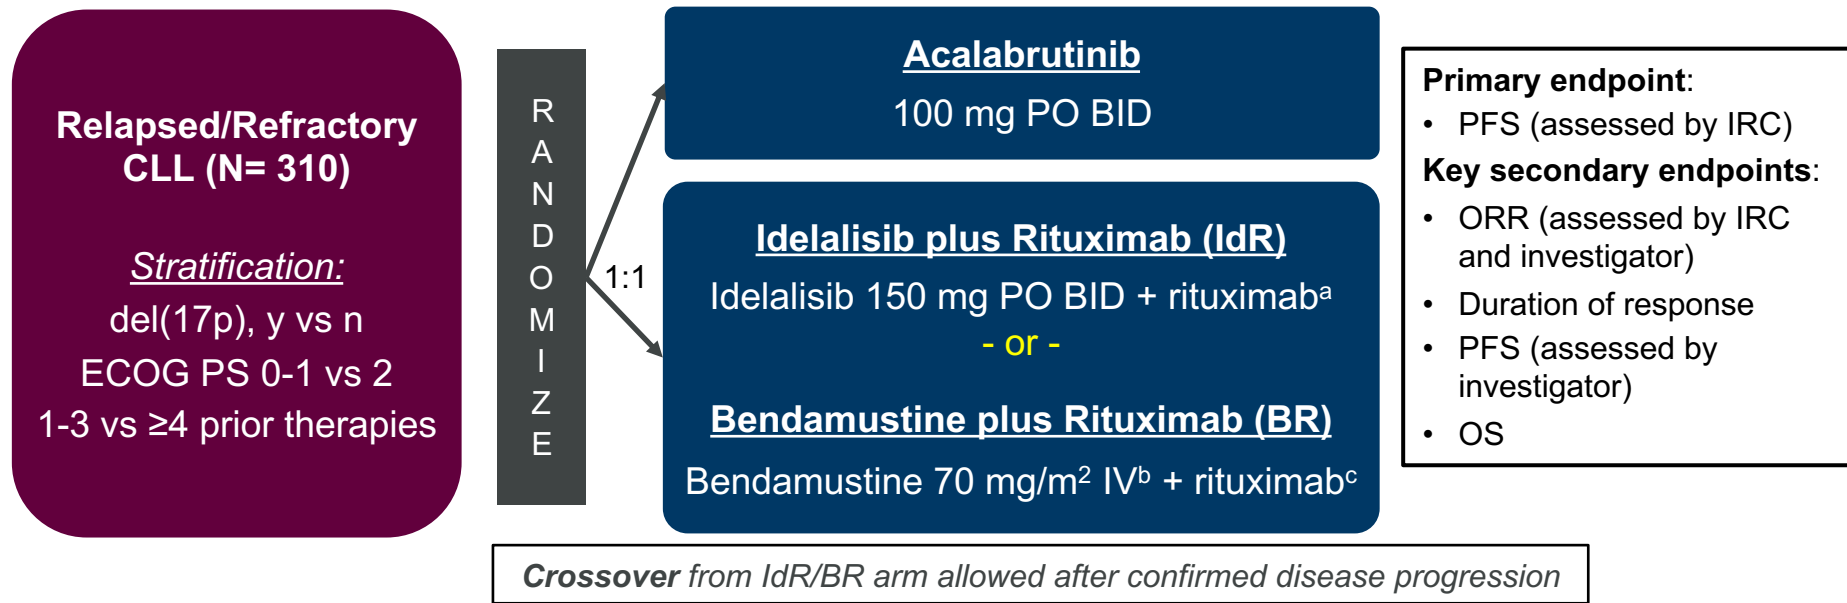 Relapsed/Refractory
CLL (N= 310)
Stratification:
del(17p), y vs n
ECOG PS 0-1 vs 2
1-3 vs ≥4 prior therapies
R
A
N
D
O
M
I
Z
E
1:1
Acalabrutinib
100 mg PO BID
Idelalisib plus Rituximab (IdR)
Idelalisib 150 mg PO BID + rituximabᵃ
- or -
Bendamustine plus Rituximab (BR)
Bendamustine 70 mg/m² IVᵇ + rituximabᶜ
Primary endpoint:
• PFS (assessed by IRC)
Key secondary endpoints:
• ORR (assessed by IRC
and investigator)
• Duration of response
• PFS (assessed by
investigator)
• OS
Crossover from IdR/BR arm allowed after confirmed disease progression